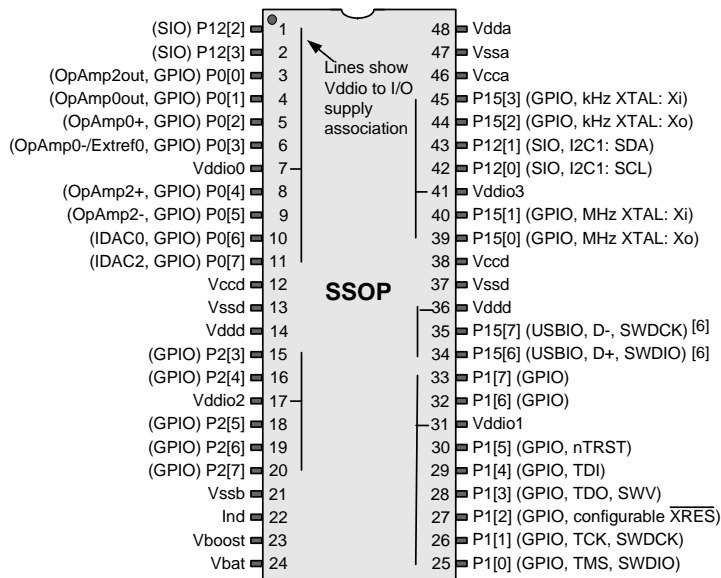 (SIO) P12[2] 1
(SIO) P12[3] 2
(OpAmp2out, GPIO) P0[0] 3
(OpAmp0out, GPIO) P0[1] 4
(OpAmp0+, GPIO) P0[2] 5
(OpAmp0-/Extref0, GPIO) P0[3] 6
Vddio0 7
(OpAmp2+, GPIO) P0[4] 8
(OpAmp2-, GPIO) P0[5] 9
(IDAC0, GPIO) P0[6] 10
(IDAC2, GPIO) P0[7] 11
Vccd 12
Vssd 13
Vddd 14
(GPIO) P2[3] 15
(GPIO) P2[4] 16
Vddio2 17
(GPIO) P2[5] 18
(GPIO) P2[6] 19
(GPIO) P2[7] 20
Vssb 21
Ind 22
Vboost 23
Vbat 24
Lines show
Vddio to I/O
supply
association
SSOP
48 Vdda
47 Vssa
46 Vcca
45 P15[3] (GPIO, kHz XTAL: Xi)
44 P15[2] (GPIO, kHz XTAL: Xo)
43 P12[1] (SIO, I2C1: SDA)
42 P12[0] (SIO, I2C1: SCL)
41 Vddio3
40 P15[1] (GPIO, MHz XTAL: Xi)
39 P15[0] (GPIO, MHz XTAL: Xo)
38 Vccd
37 Vssd
36 Vddd
35 P15[7] (USBIO, D-, SWDCK) [6]
34 P15[6] (USBIO, D+, SWDIO) [6]
33 P1[7] (GPIO)
32 P1[6] (GPIO)
31 Vddio1
30 P1[5] (GPIO, nTRST)
29 P1[4] (GPIO, TDI)
28 P1[3] (GPIO, TDO, SWV)
27 P1[2] (GPIO, configurable XRES)
26 P1[1] (GPIO, TCK, SWDCK)
25 P1[0] (GPIO, TMS, SWDIO)